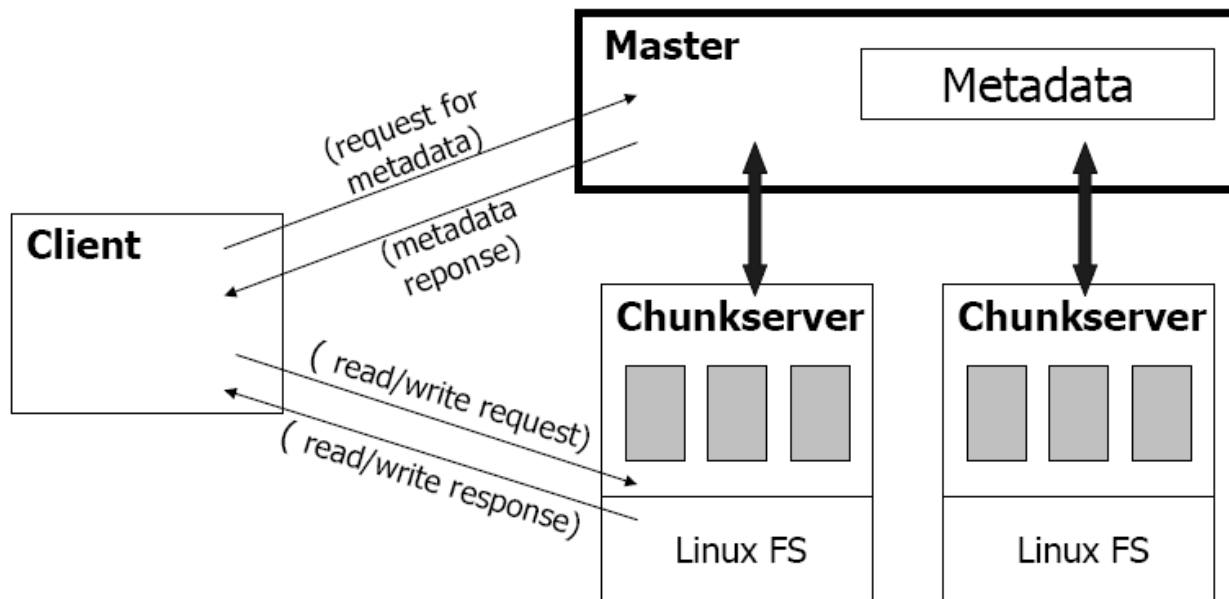 Master
Metadata
(request for
metadata)
(metadata
reponse)
Client
Chunkserver
Chunkserver
( read/write request)
( read/write response)
Linux FS
Linux FS